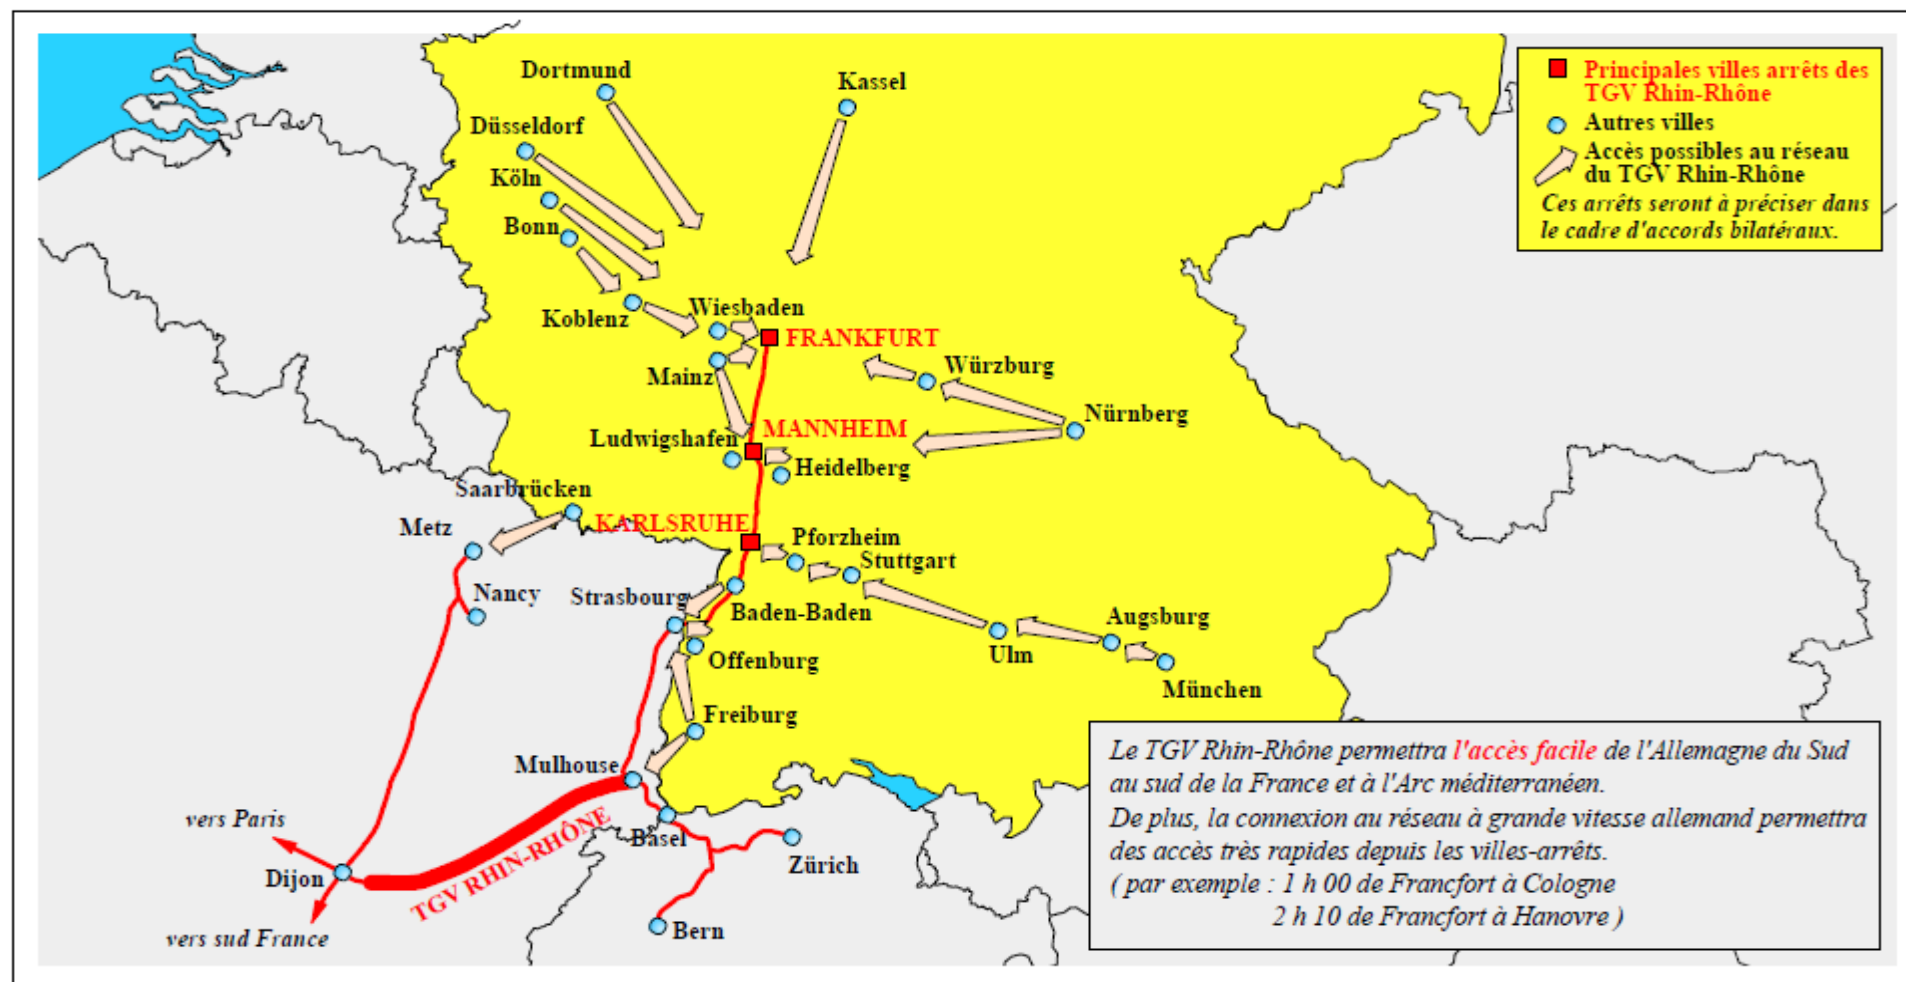 Dortmund
Kassel
Düsseldorf
Köln
Bonn
Koblenz
Wiesbaden
FRANKFURT
Mainz
Würzburg
Nürnberg
MANNHEIM
Ludwigshafen
Heidelberg
Saarbrücken
Metz
KARLSRUHE
Pforzheim
Stuttgart
Nancy
Strasbourg
Baden-Baden
Augsburg
Ulm
Offenburg
München
Freiburg
Mulhouse
vers Paris
Basel
Zürich
Dijon
TGV RHIN-RHÔNE
vers sud France
Bern
Principales villes arrêts des
TGV Rhin-Rhône
Autres villes
Accès possibles au réseau
du TGV Rhin-Rhône
Ces arrêts seront à préciser dans
le cadre d'accords bilatéraux.
Le TGV Rhin-Rhône permettra l'accès facile de l'Allemagne du Sud
au sud de la France et à l'Arc méditerranéen.
De plus, la connexion au réseau à grande vitesse allemand permettra
des accès très rapides depuis les villes-arrêts.
( par exemple : 1 h 00 de Francfort à Cologne
2 h 10 de Francfort à Hanovre )